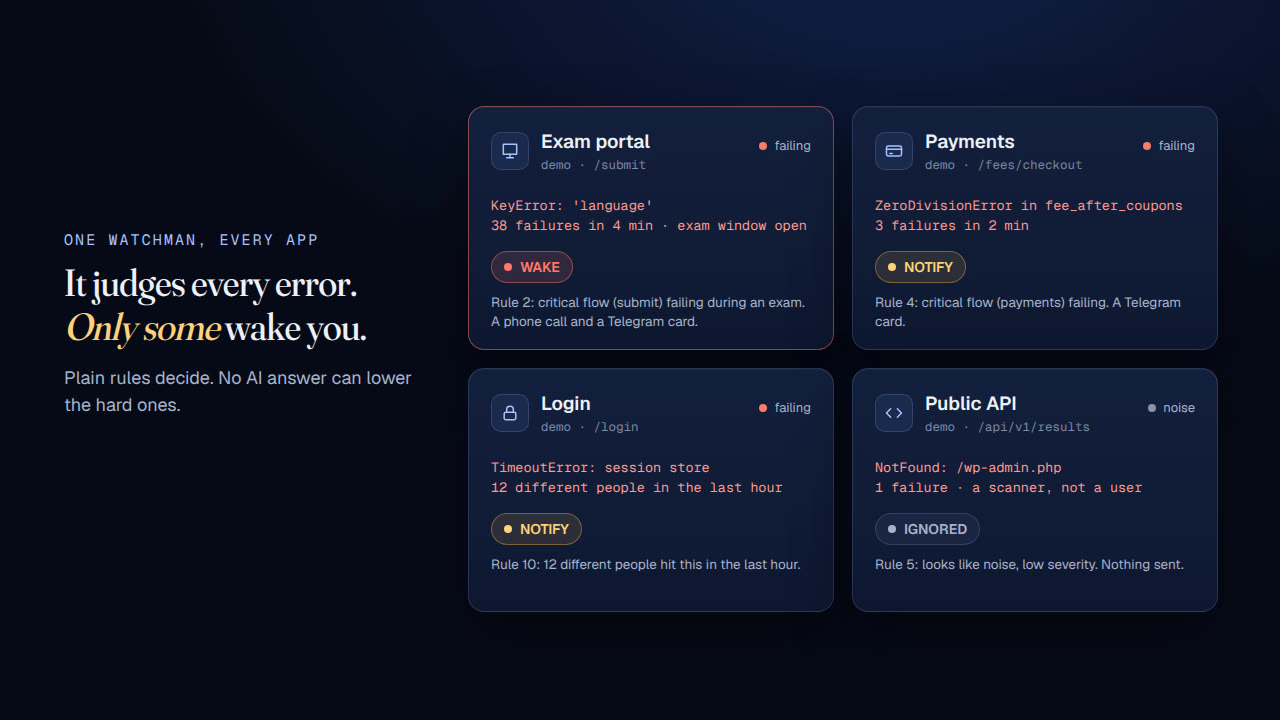 ONE WATCHMAN, EVERY APP
It judges every error.
Only some wake you.
Plain rules decide. No AI answer can lower
the hard ones.
Exam portal
demo · /submit
failing
KeyError: 'language'
38 failures in 4 min · exam window open
WAKE
Rule 2: critical flow (submit) failing during an exam.
A phone call and a Telegram card.
Payments
demo · /fees/checkout
failing
ZeroDivisionError in fee_after_coupons
3 failures in 2 min
NOTIFY
Rule 4: critical flow (payments) failing. A Telegram
card.
Login
demo · /login
failing
TimeoutError: session store
12 different people in the last hour
NOTIFY
Rule 10: 12 different people hit this in the last hour.
Public API
demo · /api/v1/results
noise
NotFound: /wp-admin.php
1 failure · a scanner, not a user
IGNORED
Rule 5: looks like noise, low severity. Nothing sent.